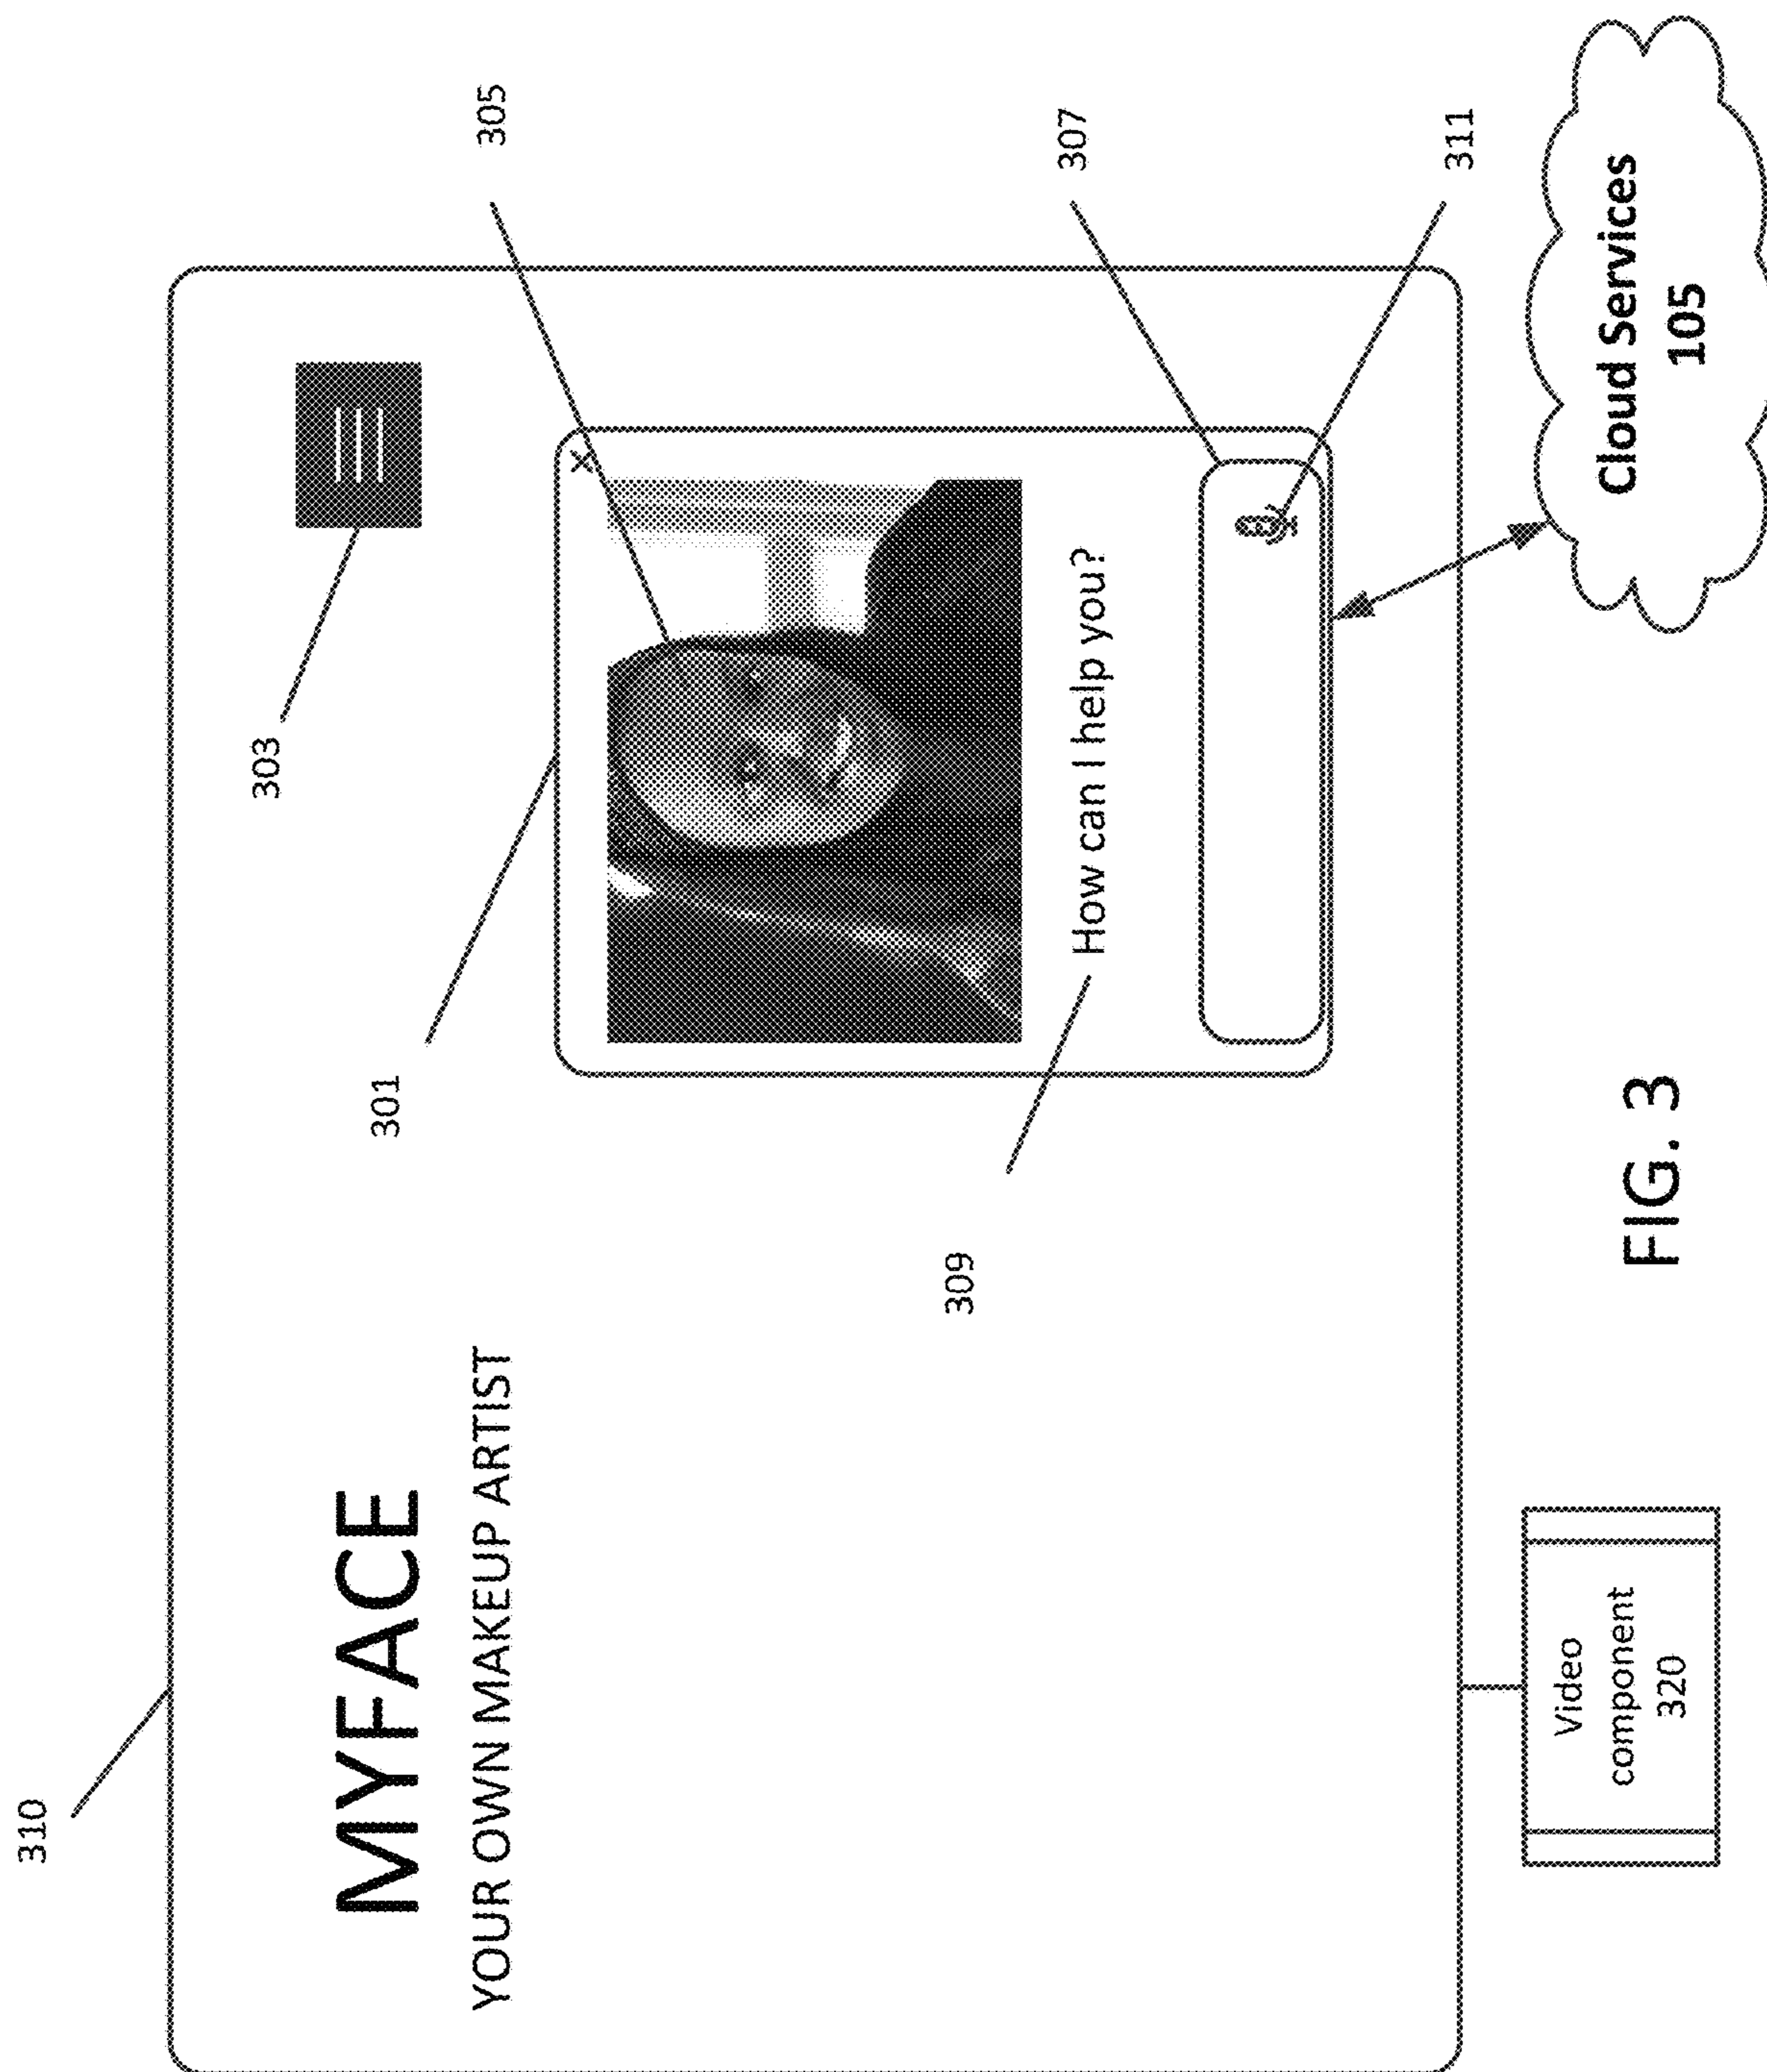 310
MYFACE
YOUR OWN MAKEUP ARTIST
303
301
305
×
309
How can I help you?
307
311
Video
component
320
Cloud Services
105
FIG. 3